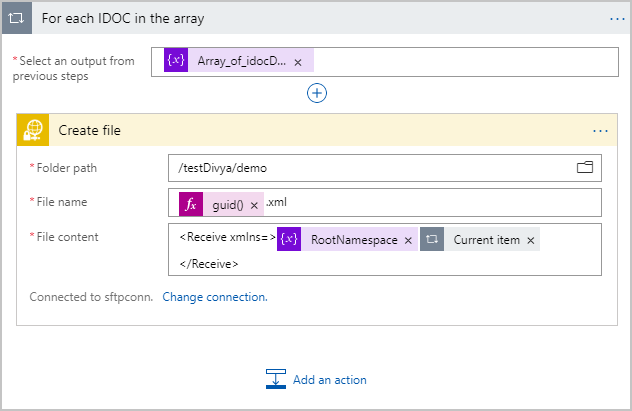 For each IDOC in the array
...
* Select an output from
previous steps
{x} Array_of_idocD... ×
Create file
...
* Folder path
/testDivya/demo
* File name
fx guid() × .xml
* File content
<Receive xmlns=> {x} RootNamespace × Current item ×
</Receive>
Connected to sftpconn. Change connection.
Add an action